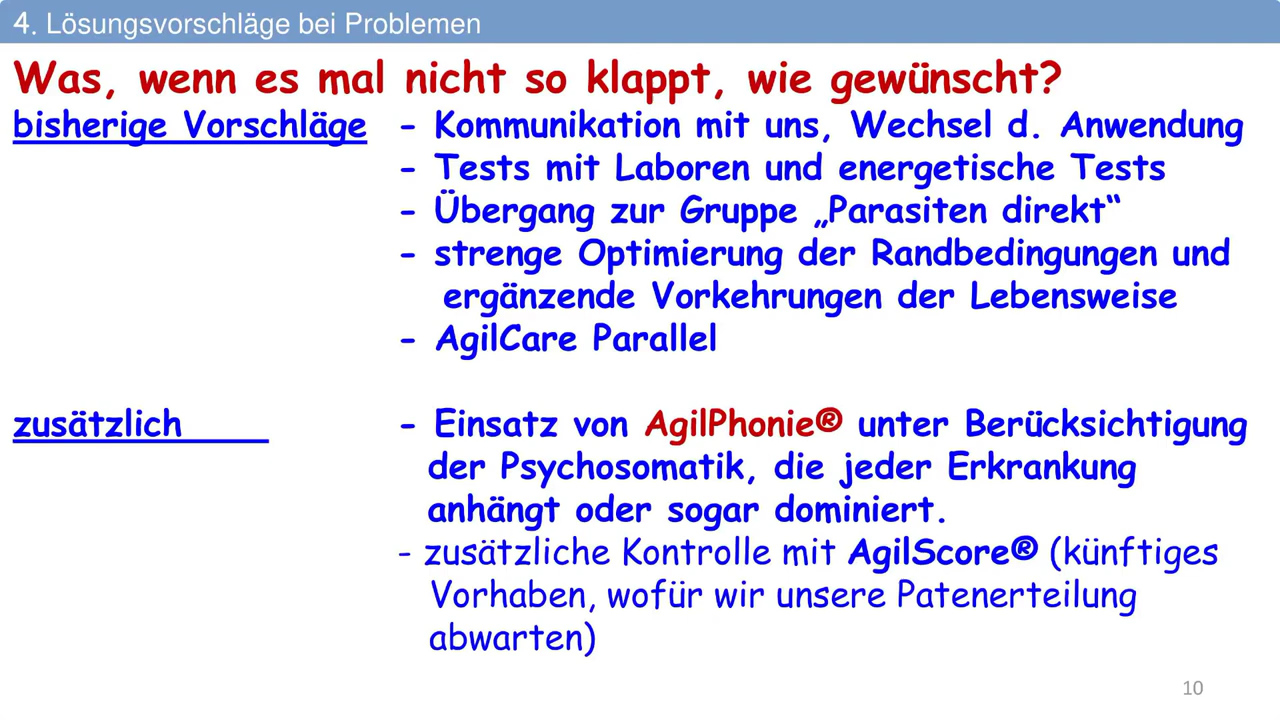 4. Lösungsvorschläge bei Problemen
Was, wenn es mal nicht so klappt, wie gewünscht?
bisherige Vorschläge - Kommunikation mit uns, Wechsel d. Anwendung
- Tests mit Laboren und energetische Tests
- Übergang zur Gruppe „Parasiten direkt“
- strenge Optimierung der Randbedingungen und
ergänzende Vorkehrungen der Lebensweise
- AgilCare Parallel
zusätzlich - Einsatz von AgilPhonie® unter Berücksichtigung
der Psychosomatik, die jeder Erkrankung
anhängt oder sogar dominiert.
- zusätzliche Kontrolle mit AgilScore® (künftiges
Vorhaben, wofür wir unsere Patenerteilung
abwarten)
10